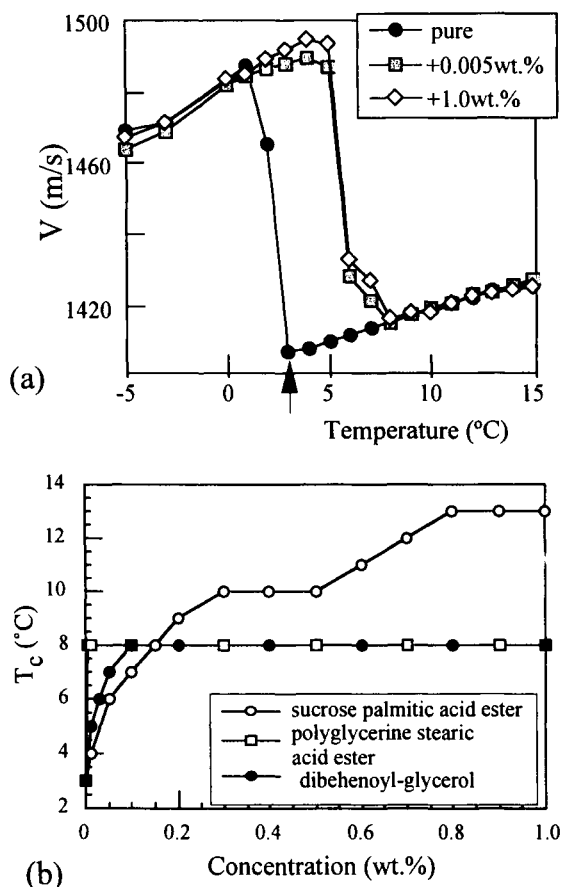 1500
1460
1420
V (m/s)
pure
+0.005wt.%
+1.0wt.%
-5
0
5
10
15
(a)
Temperature (ºC)
14
12
10
8
6
4
2
T_c (°C)
sucrose palmitic acid ester
polyglycerine stearic
acid ester
dibehenoyl-glycerol
0
0.2
0.4
0.6
0.8
1.0
(b)
Concentration (wt.%)